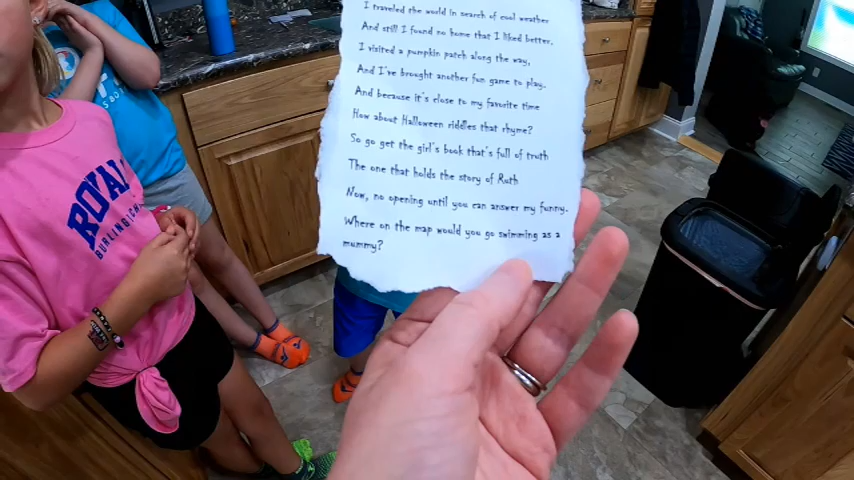 I traveled the world in search of cool weather
And still I found no home that I liked better.
I visited a pumpkin patch along the way,
And I've brought another fun game to play.
And because it's close to my favorite time
How about Halloween riddles that rhyme?
So go get the girl's book that's full of truth
The one that holds the story of Ruth
Now, no opening until you can answer my funny.
Where on the map would you go swimming as a
mummy?
ROYAL
BURLINGTON